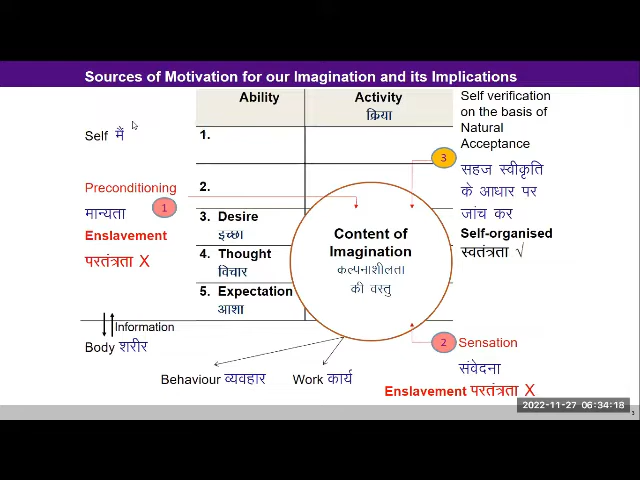 Sources of Motivation for our Imagination and its Implications
Ability
Activity
क्रिया
Self verification
on the basis of
Natural
Acceptance
Self मैं
1.
3
सहज स्वीकृति
के आधार पर
जांच कर
Self-organised
स्वतंत्रता √
Preconditioning
मान्यता
1
Enslavement
परतंत्रता X
2.
3. Desire
इच्छा
4. Thought
विचार
5. Expectation
आशा
Content of
Imagination
कल्पनाशीलता
की वस्तु
Information
Body शरीर
2
Sensation
संवेदना
Enslavement परतंत्रता X
Behaviour व्यवहार
Work कार्य
2022-11-27 06:34:18
3